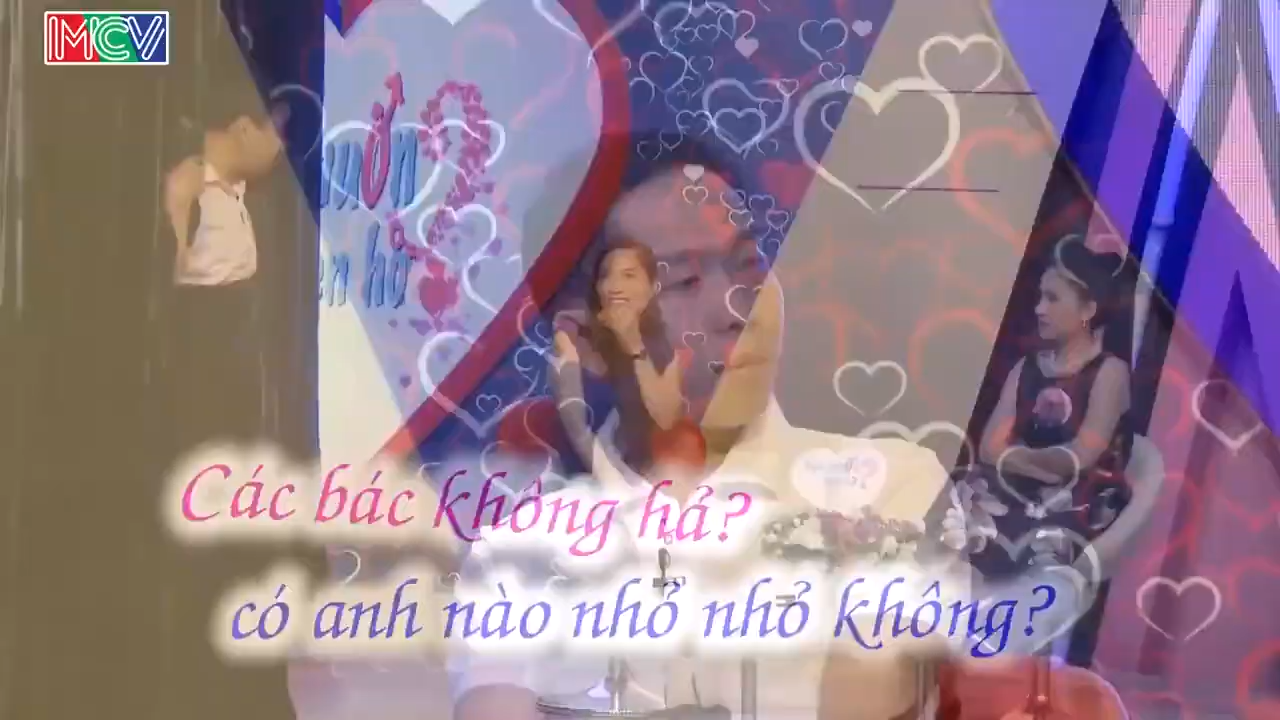 MCV
Các bác không hả?
có anh nào nhỏ nhỏ không?